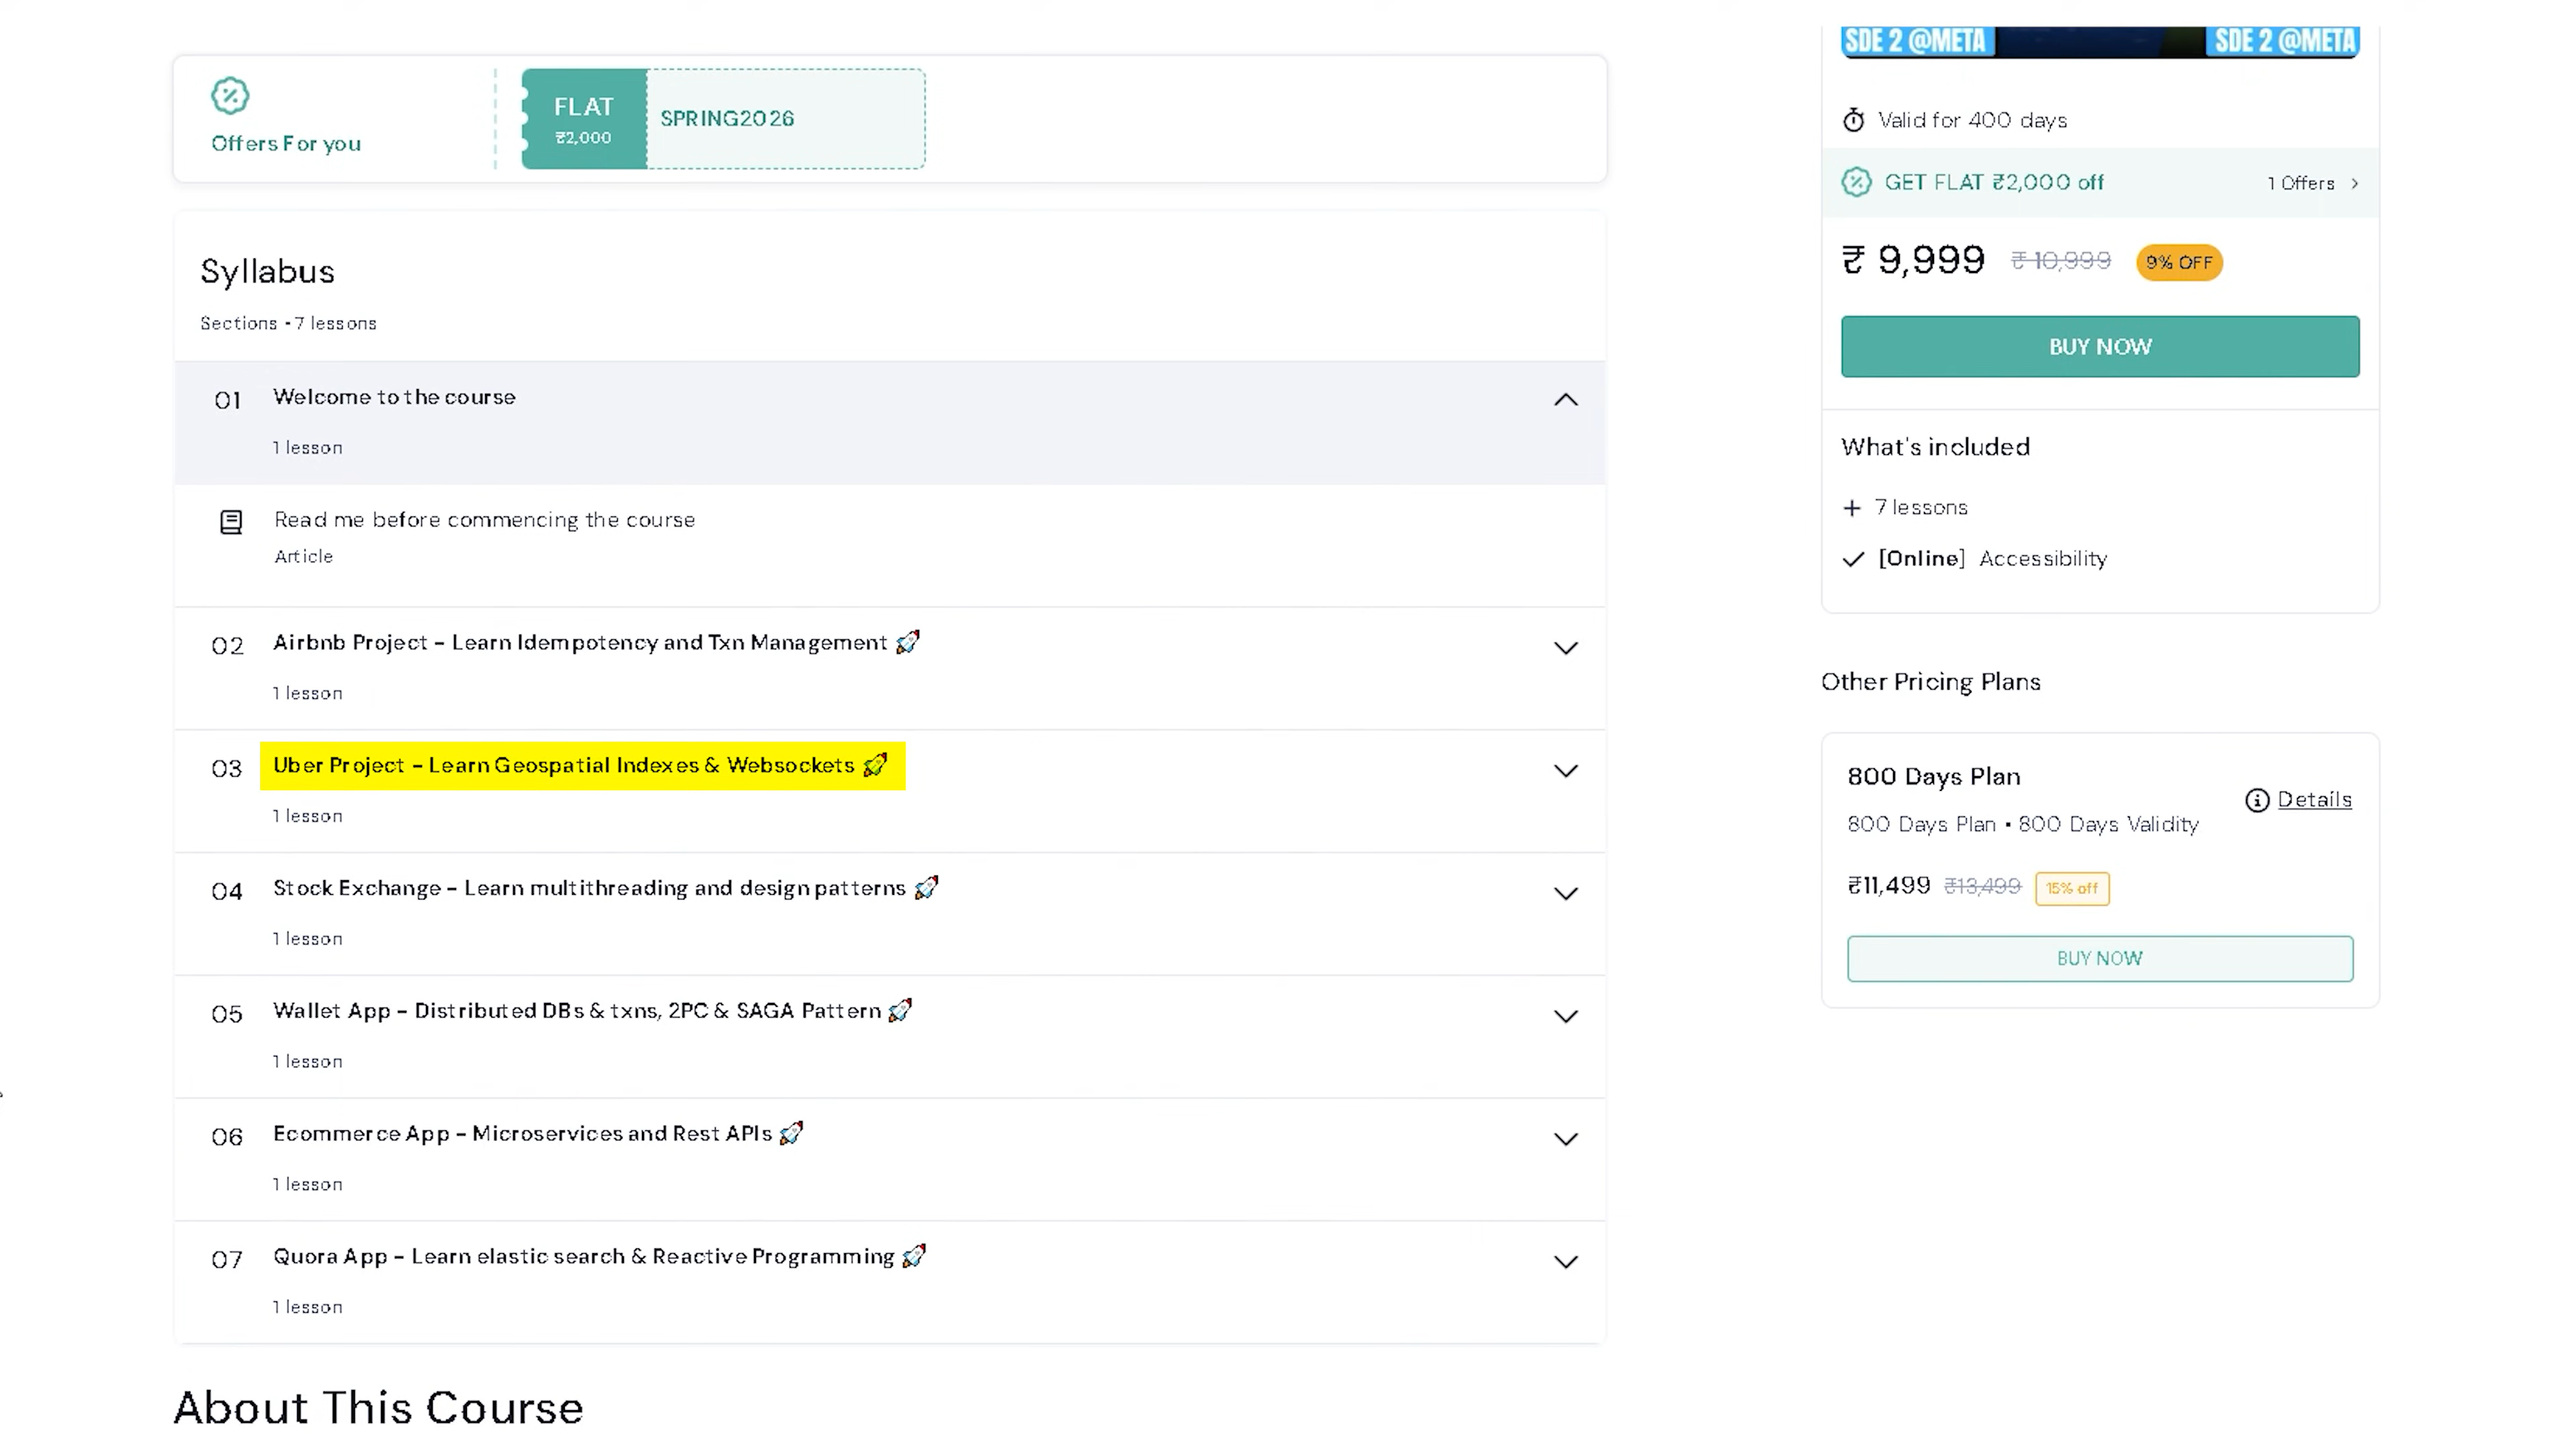 Offers For you
FLAT
₹2,000
SPRING2026
Syllabus
Sections • 7 lessons
01 Welcome to the course
1 lesson
Read me before commencing the course
Article
02 Airbnb Project - Learn Idempotency and Txn Management 🚀
1 lesson
03 Uber Project - Learn Geospatial Indexes & Websockets 🚀
1 lesson
04 Stock Exchange - Learn multithreading and design patterns 🚀
1 lesson
05 Wallet App - Distributed DBs & txns, 2PC & SAGA Pattern 🚀
1 lesson
06 Ecommerce App - Microservices and Rest APIs 🚀
1 lesson
07 Quora App - Learn elastic search & Reactive Programming 🚀
1 lesson
About This Course
SDE 2 @META SDE 2 @META
Valid for 400 days
GET FLAT ₹2,000 off 1 Offers
₹ 9,999 ₹ 10,999 9% OFF
BUY NOW
What's included
7 lessons
[Online] Accessibility
Other Pricing Plans
800 Days Plan
Details
800 Days Plan • 800 Days Validity
₹11,499 ₹13,499 15% off
BUY NOW